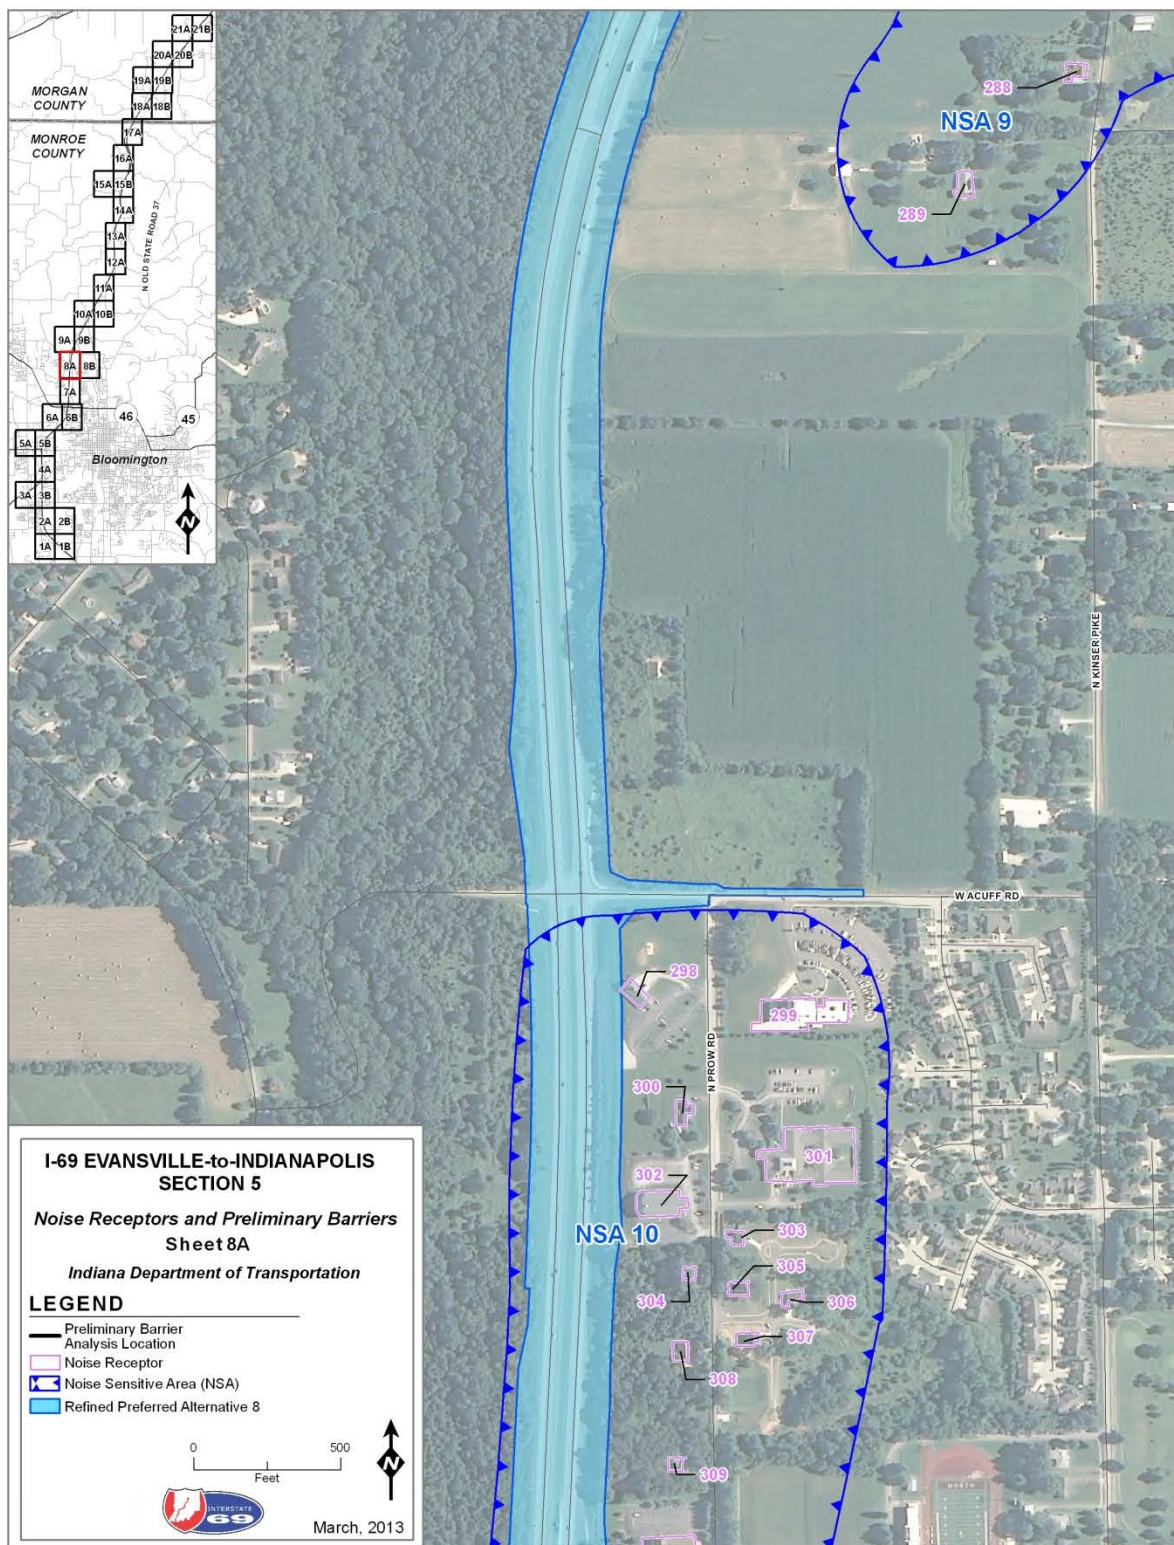 21A 21B
20A 20B
19A 19B
MORGAN
COUNTY
18A 18B
17A
MONROE
COUNTY
16A
15A 15B
14A
N OLD STATE ROAD 37
13A
12A
11A
10A 10B
9A 9B
8A 8B
7A
6A 6B
46
45
5A 5B
Bloomington
4A
3A 3B
2A 2B
1A 1B
N
288
NSA 9
289
N KINSER PIKE
W ACUFF RD
298
299
N PROW RD
300
301
302
NSA 10
303
305
304
306
307
308
309
NORTH
I-69 EVANSVILLE-to-INDIANAPOLIS
SECTION 5
Noise Receptors and Preliminary Barriers
Sheet 8A
Indiana Department of Transportation
LEGEND
Preliminary Barrier
Analysis Location
Noise Receptor
Noise Sensitive Area (NSA)
Refined Preferred Alternative 8
0 500
Feet
N
INTERSTATE
69
March, 2013